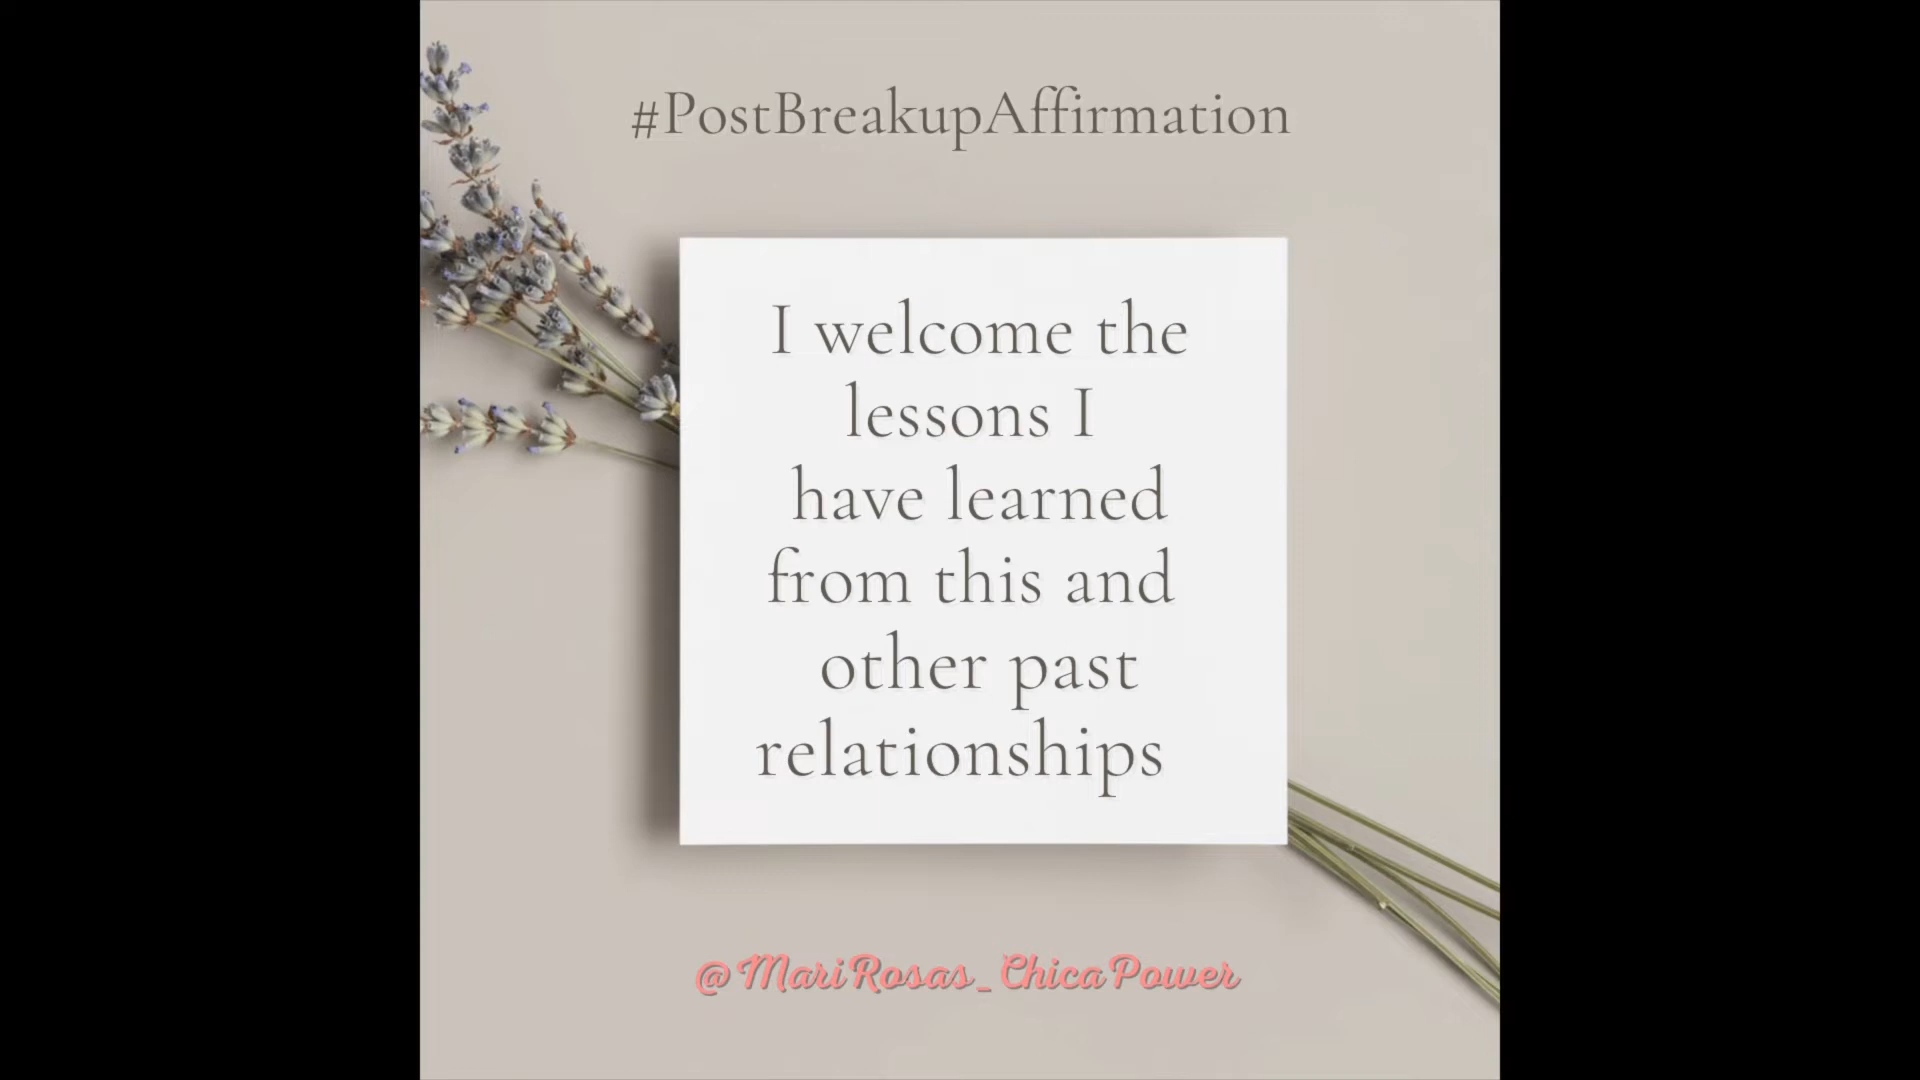 #PostBreakupAffirmation
I welcome the
lessons I
have learned
from this and
other past
relationships
@MariRosas_ChicaPower